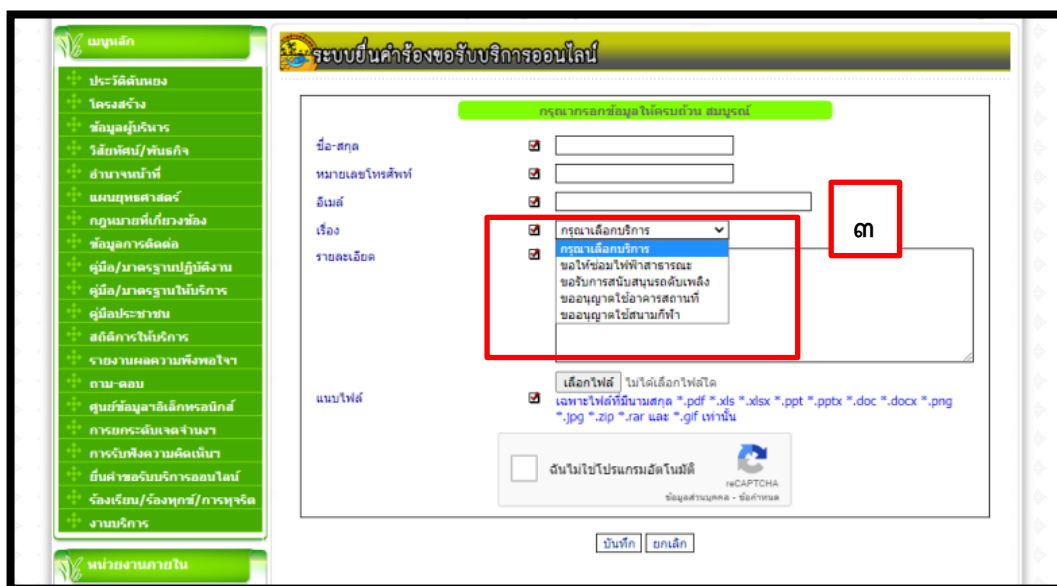 เมนูหลัก
ประวัติต้นหยง
โครงสร้าง
ข้อมูลผู้บริหาร
วิสัยทัศน์/พันธกิจ
อำนาจหน้าที่
แผนยุทธศาสตร์
กฎหมายที่เกี่ยวข้อง
ข้อมูลการติดต่อ
คู่มือ/มาตรฐานปฏิบัติงาน
คู่มือ/มาตรฐานให้บริการ
คู่มือประชาชน
สถิติการให้บริการ
รายงานผลความพึงพอใจฯ
ถาม-ตอบ
ศูนย์ข้อมูลฯอิเล็กทรอนิกส์
การยกระดับเจตจำนงฯ
การรับฟังความคิดเห็นฯ
ยื่นคำขอรับบริการออนไลน์
ร้องเรียน/ร้องทุกข์/การทุจริต
งานบริการ
หน่วยงานภายใน
ระบบยื่นคำร้องขอรับบริการออนไลน์
กรุณากรอกข้อมูลให้ครบถ้วน สมบูรณ์
ชื่อ-สกุล
หมายเลขโทรศัพท์
อีเมล์
เรื่อง
กรุณาเลือกบริการ
๓
รายละเอียด
กรุณาเลือกบริการ
ขอให้ซ่อมไฟฟ้าสาธารณะ
ขอรับการสนับสนุนรถดับเพลิง
ขออนุญาตใช้อาคารสถานที่
ขออนุญาตใช้สนามกีฬา
แนบไฟล์
เลือกไฟล์ ไม่ได้เลือกไฟล์ใด
เฉพาะไฟล์ที่มีนามสกุล *.pdf *.xls *.xlsx *.ppt *.pptx *.doc *.docx *.png
*.jpg *.zip *.rar และ *.gif เท่านั้น
ฉันไม่ใช่โปรแกรมอัตโนมัติ
reCAPTCHA
ข้อมูลส่วนบุคคล - ข้อกำหนด
บันทึก ยกเลิก